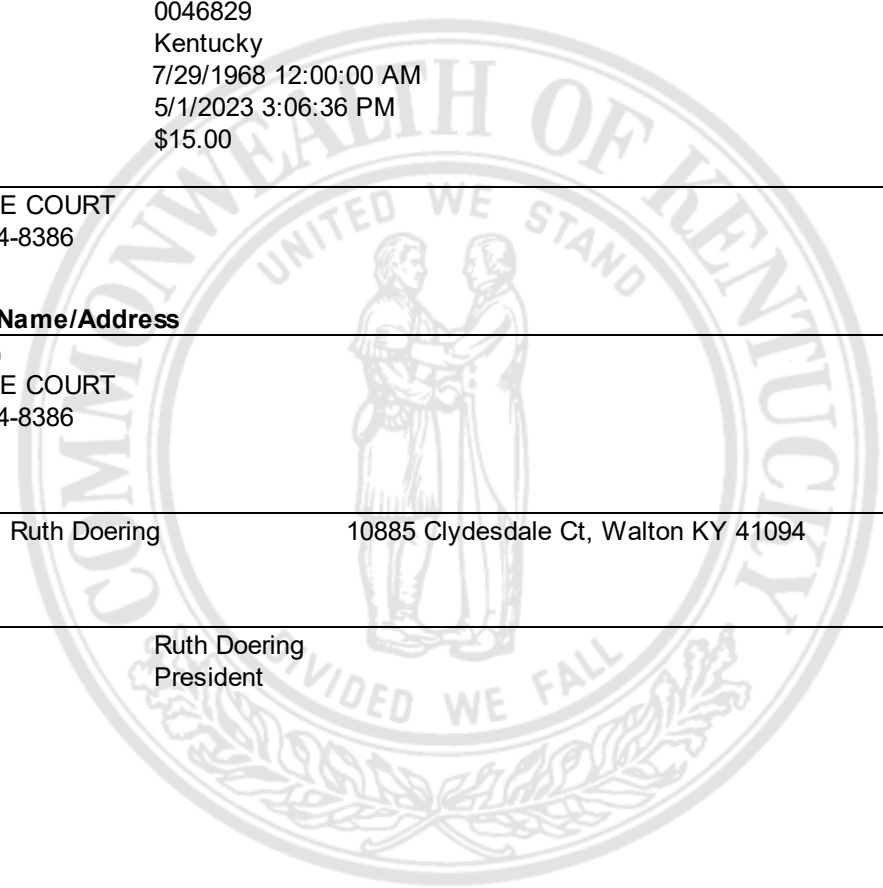 0046829
Kentucky
7/29/1968 12:00:00 AM
5/1/2023 3:06:36 PM
$15.00
E COURT
4-8386
Name/Address
E COURT
4-8386
Ruth Doering 10885 Clydesdale Ct, Walton KY 41094
Ruth Doering
President
COMMONWEALTH OF KENTUCKY
UNITED WE STAND
DIVIDED WE FALL